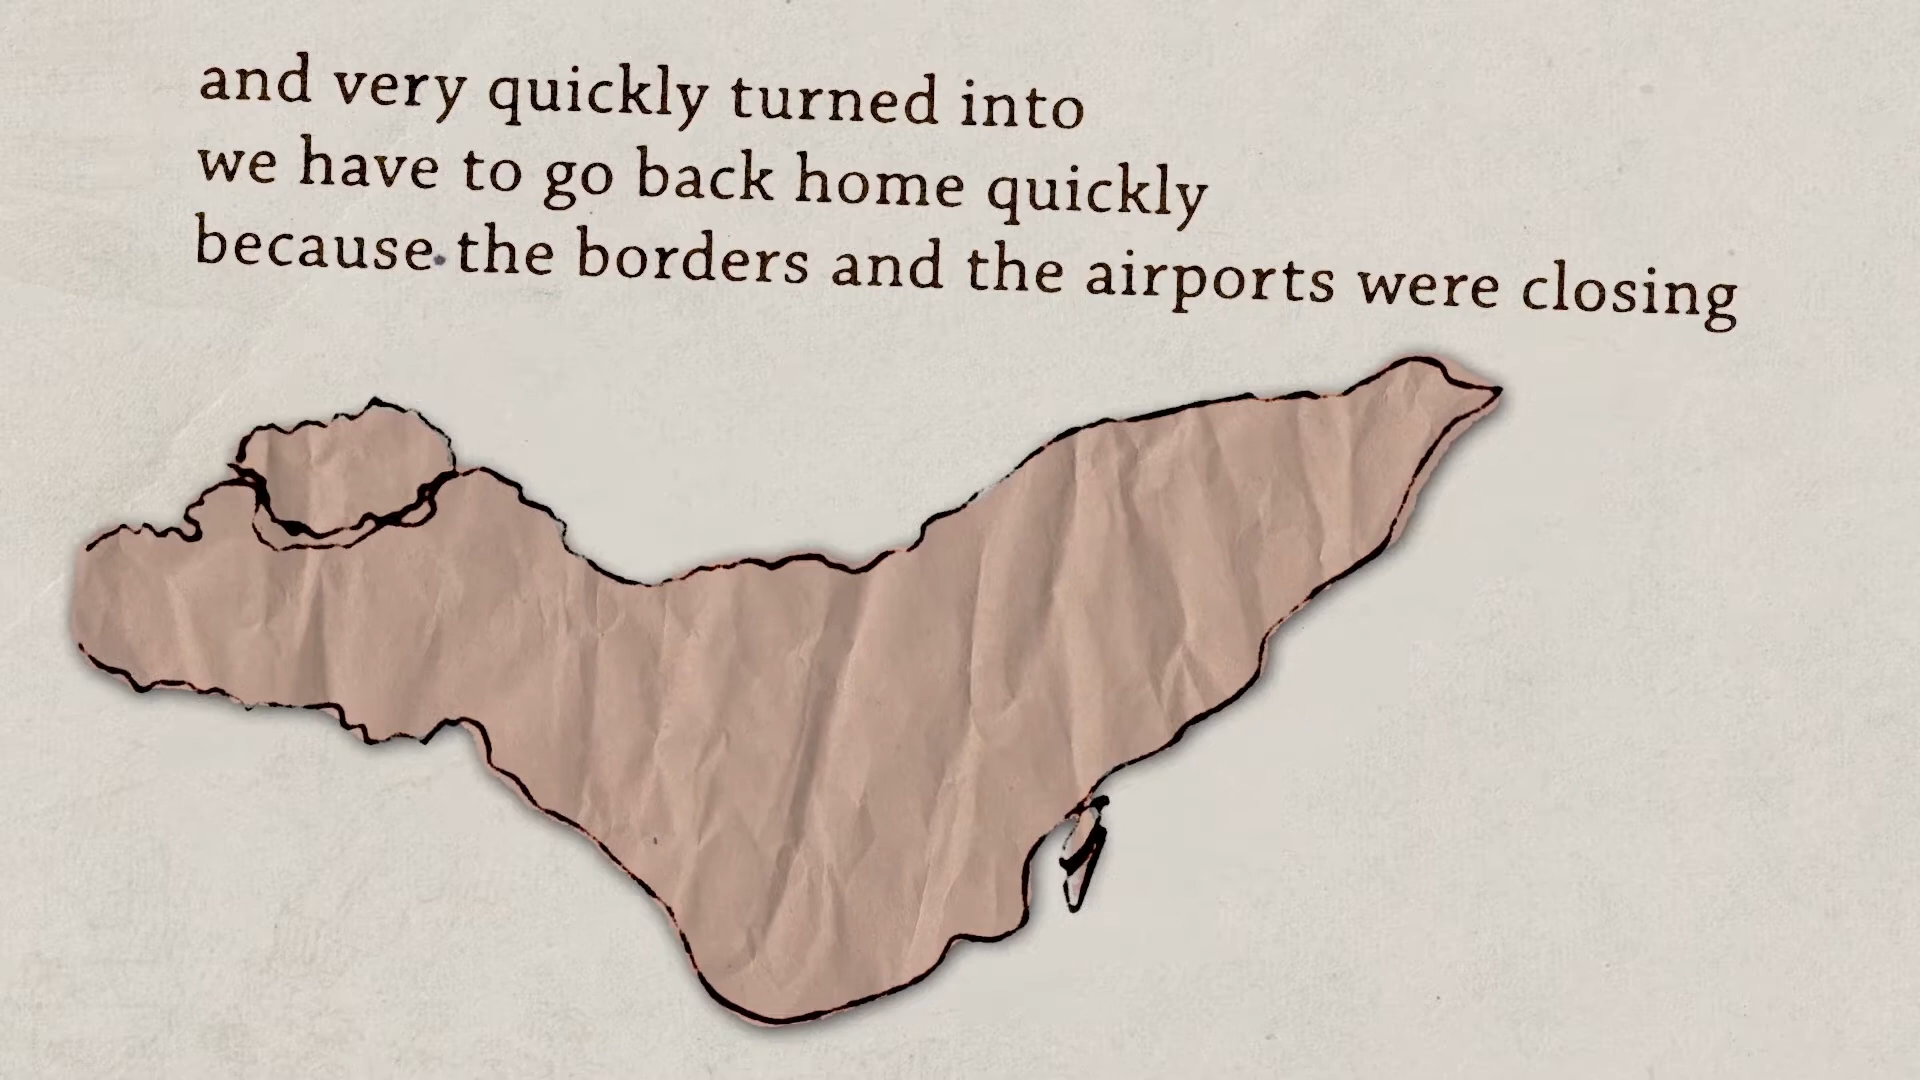 and very quickly turned into
we have to go back home quickly
because the borders and the airports were closing